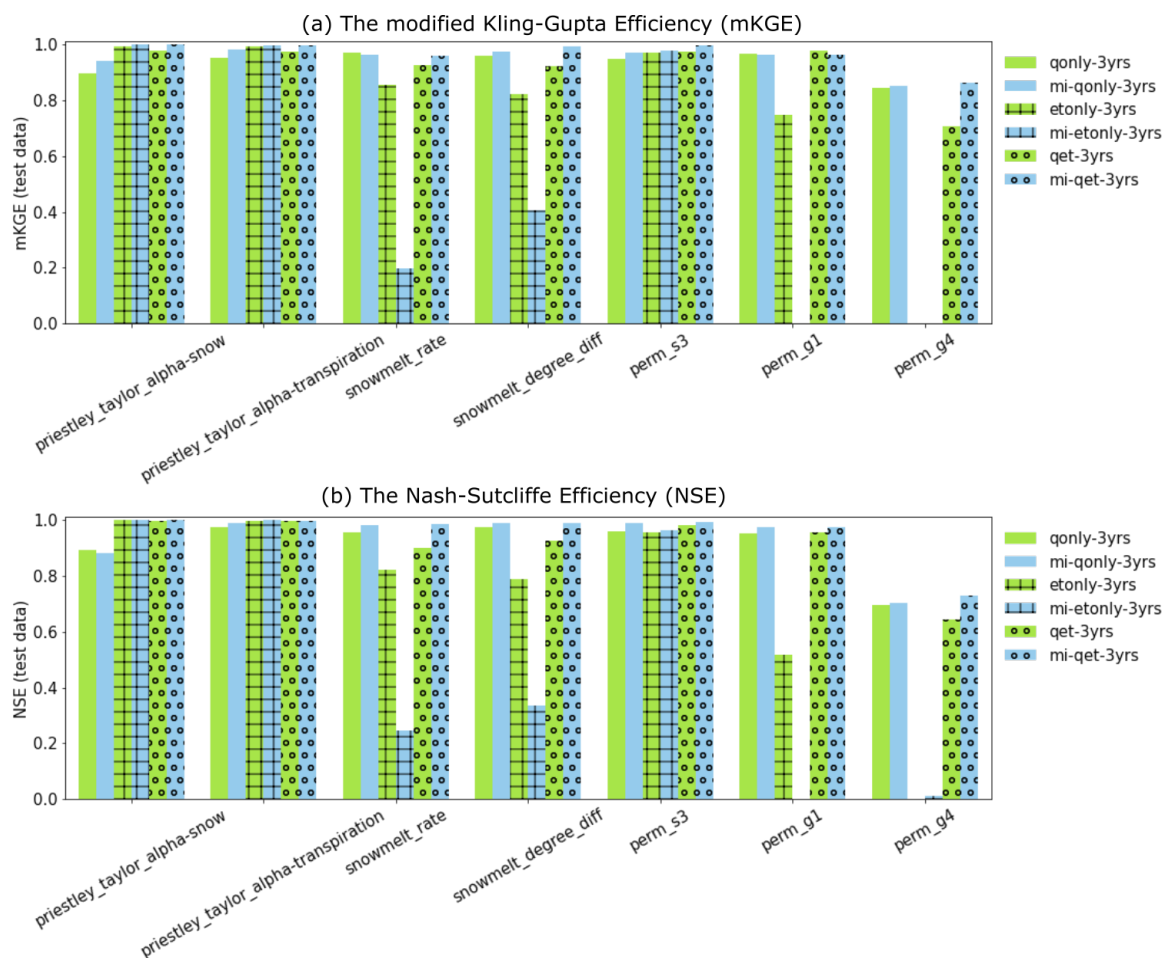 (a) The modified Kling-Gupta Efficiency (mKGE)
mKGE (test data)
1.0
0.8
0.6
0.4
0.2
0.0
priestley_taylor_alpha-snow
priestley_taylor_alpha-transpiration
snowmelt_rate
snowmelt_degree_diff
perm_s3
perm_g1
perm_g4
qonly-3yrs
mi-qonly-3yrs
etonly-3yrs
mi-etonly-3yrs
qet-3yrs
mi-qet-3yrs
(b) The Nash-Sutcliffe Efficiency (NSE)
NSE (test data)
1.0
0.8
0.6
0.4
0.2
0.0
priestley_taylor_alpha-snow
priestley_taylor_alpha-transpiration
snowmelt_rate
snowmelt_degree_diff
perm_s3
perm_g1
perm_g4
qonly-3yrs
mi-qonly-3yrs
etonly-3yrs
mi-etonly-3yrs
qet-3yrs
mi-qet-3yrs